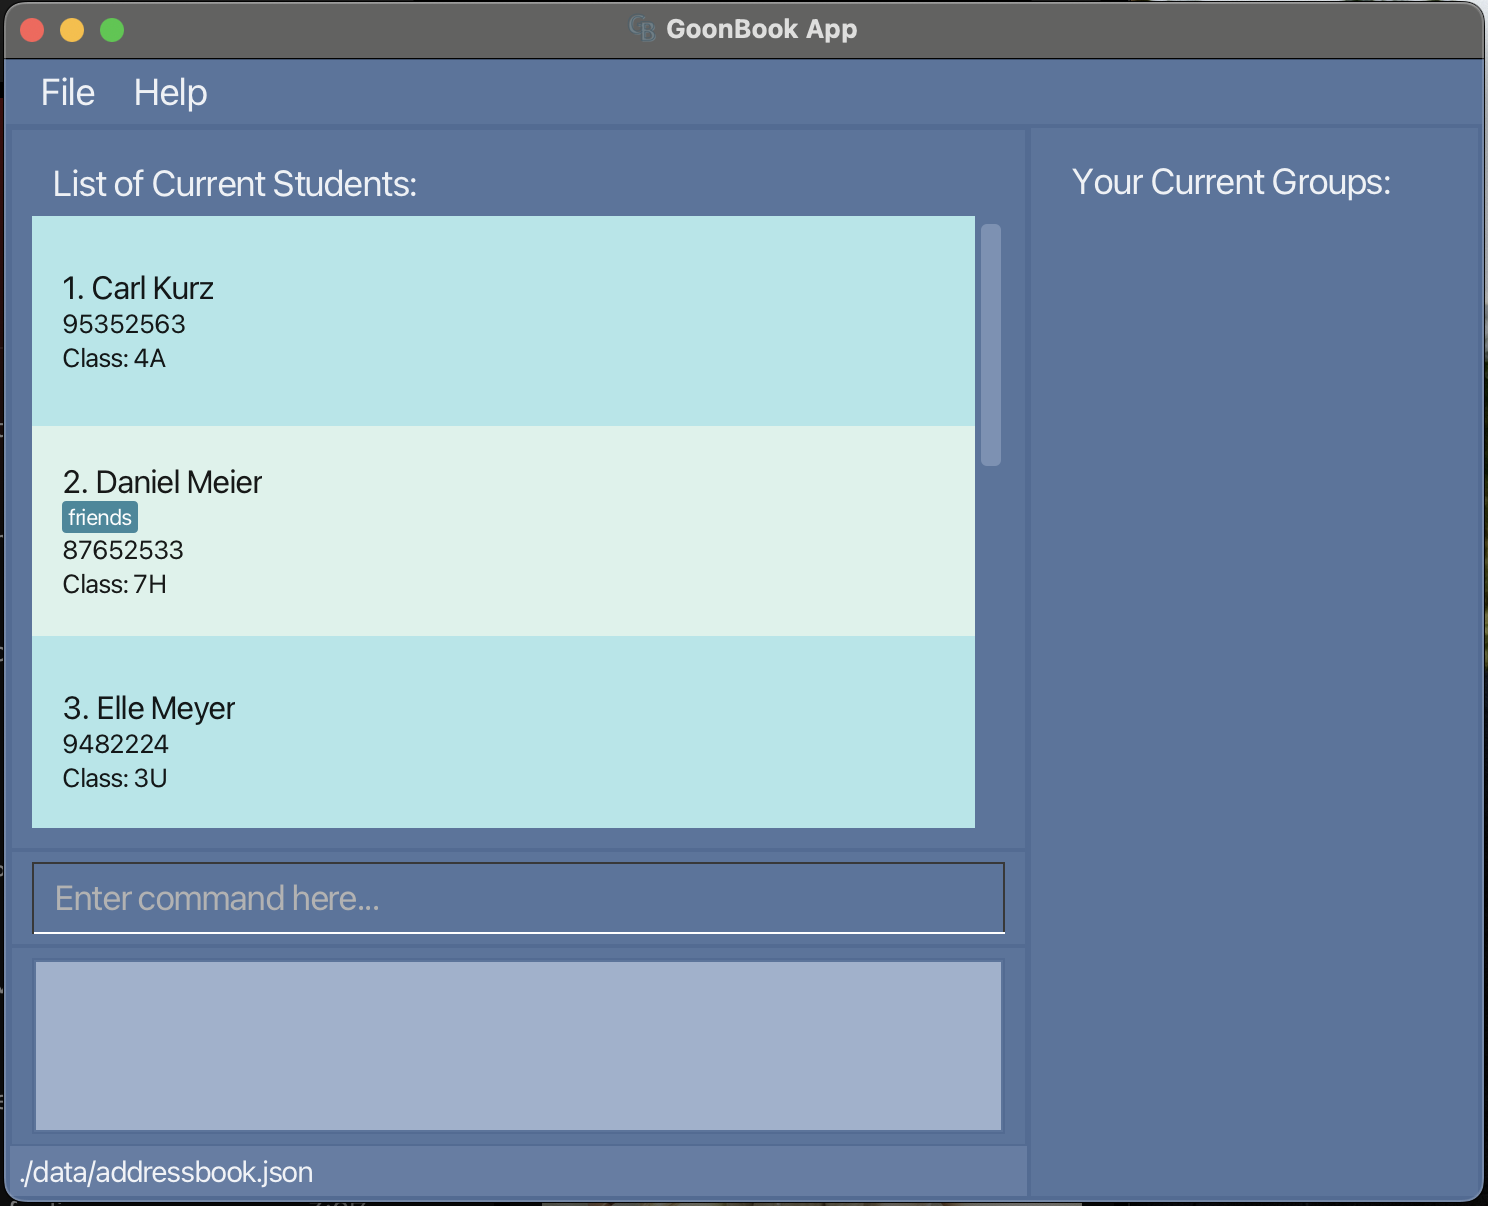 GoonBook App
File Help
List of Current Students:
1. Carl Kurz
95352563
Class: 4A
2. Daniel Meier
friends
87652533
Class: 7H
3. Elle Meyer
9482224
Class: 3U
Enter command here...
./data/addressbook.json
Your Current Groups: